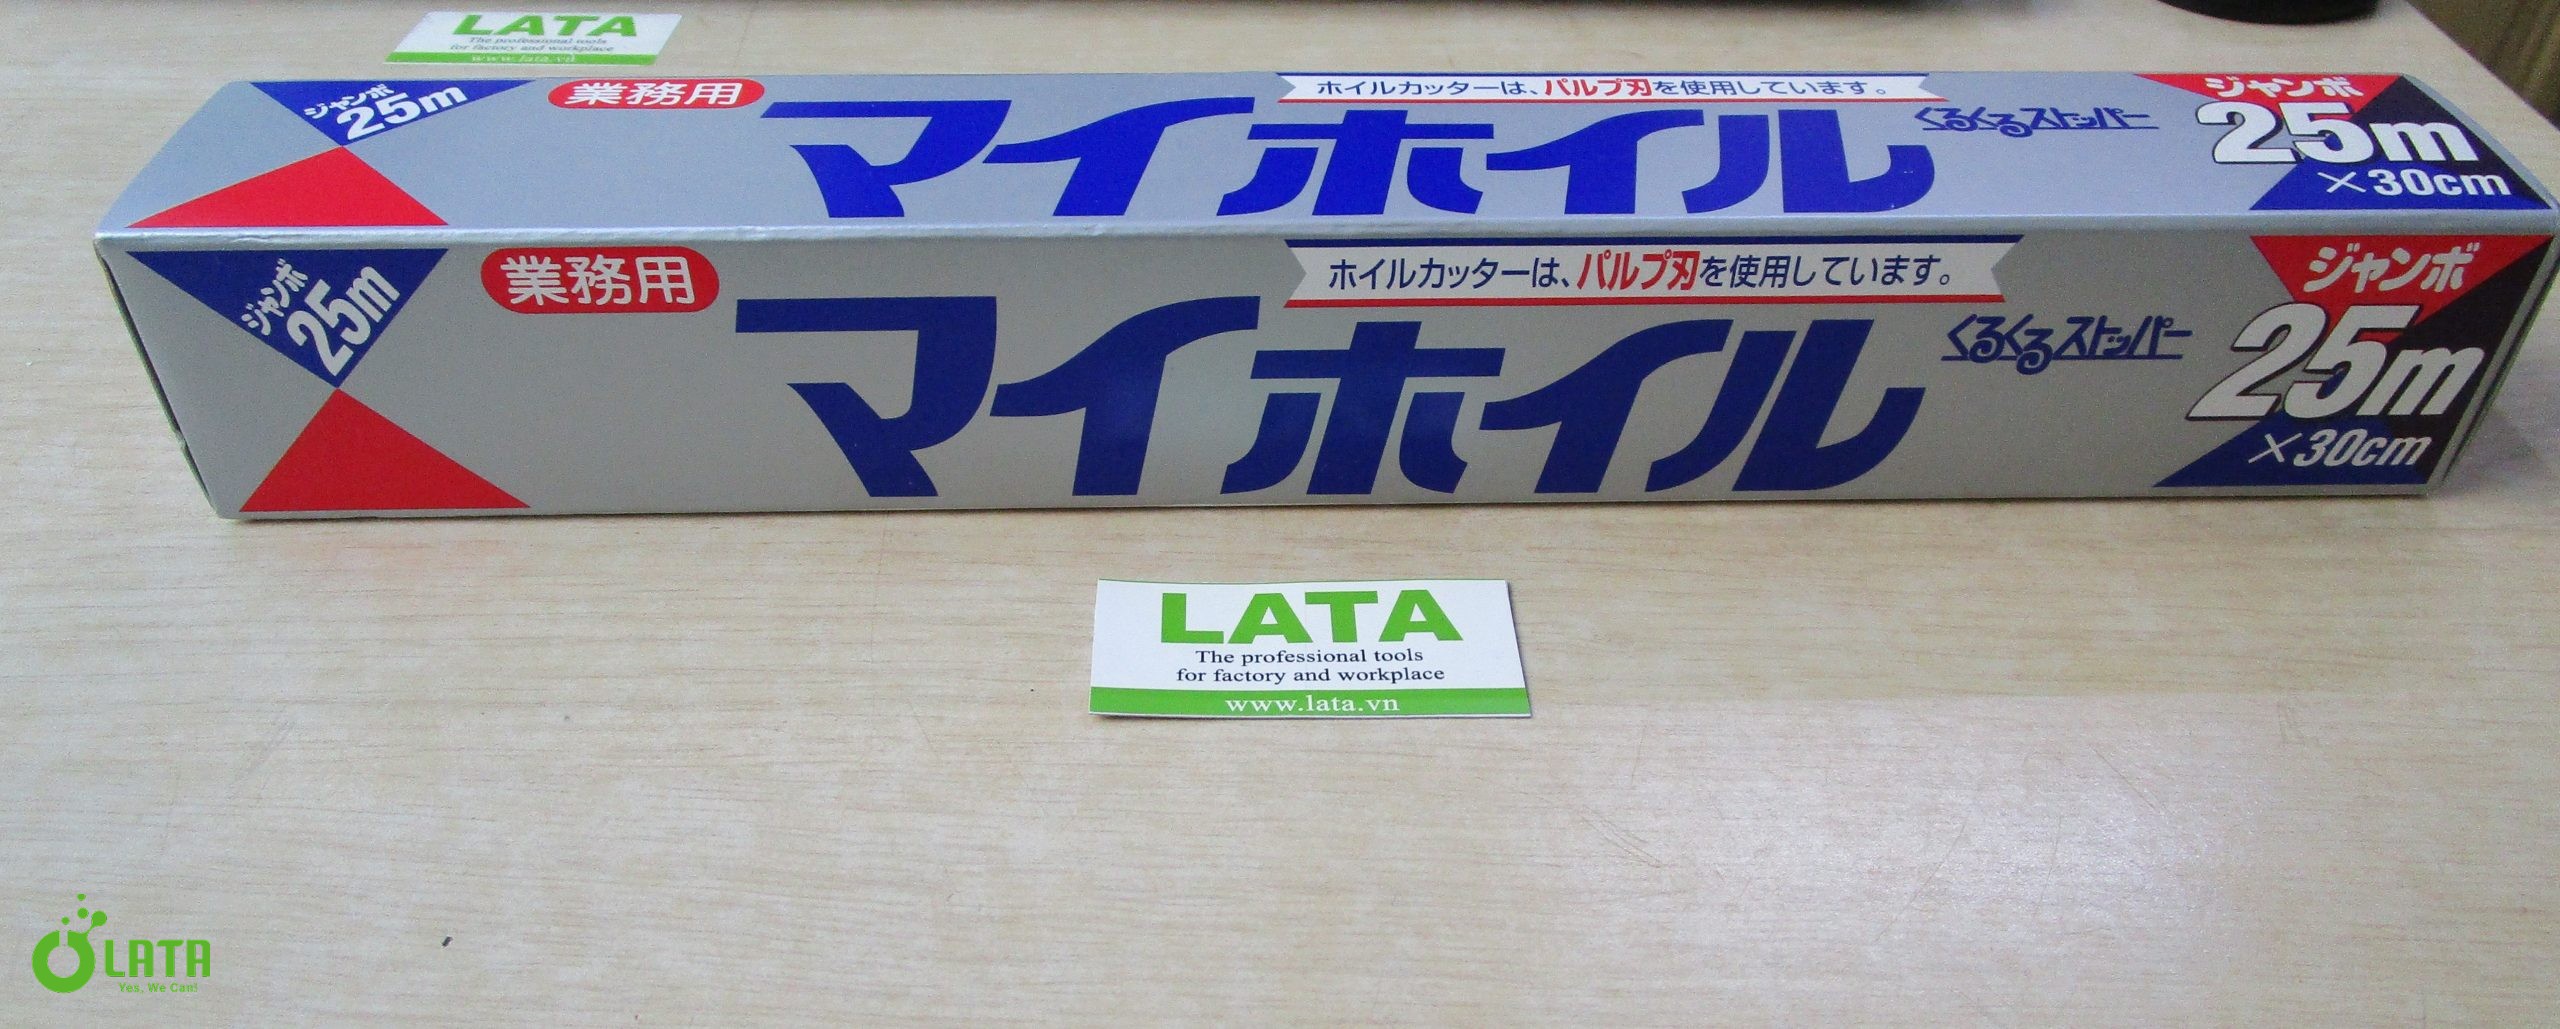 LATA
The professional tools
for factory and workplace
www.lata.vn
ジャンボ
25m
業務用
ホイルカッターは、パルプ刃を使用しています。
マイホイル
くるくるストッパー
ジャンボ
25m
×30cm
ジャンボ
25m
業務用
ホイルカッターは、パルプ刃を使用しています。
マイホイル
くるくるストッパー
ジャンボ
25m
×30cm
LATA
The professional tools
for factory and workplace
www.lata.vn
LATA
Yes, We Can!